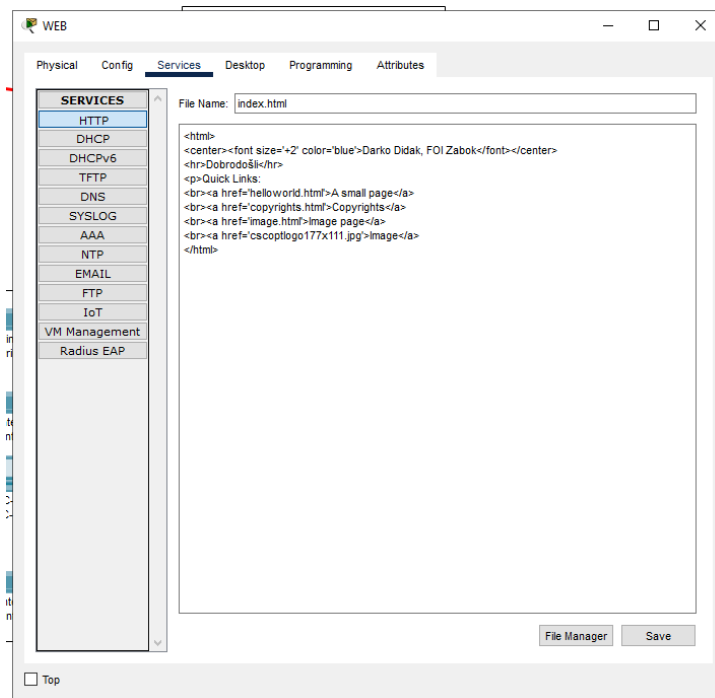 WEB
Physical Config Services Desktop Programming Attributes
SERVICES
HTTP
DHCP
DHCPv6
TFTP
DNS
SYSLOG
AAA
NTP
EMAIL
FTP
IoT
VM Management
Radius EAP
File Name: index.html
<html>
<center><font size='+2' color='blue'>Darko Didak, FOI Zabok</font></center>
<hr>Dobrodošli</hr>
<p>Quick Links:
<br><a href='helloworld.html'>A small page</a>
<br><a href='copyrights.html'>Copyrights</a>
<br><a href='image.html'>Image page</a>
<br><a href='cscoptlogo177x111.jpg'>Image</a>
</html>
File Manager Save
Top